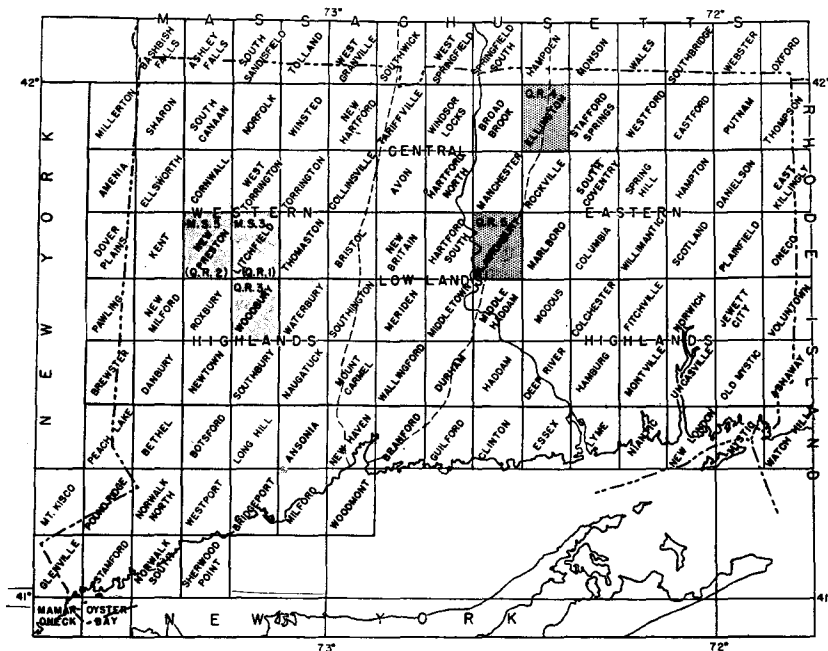 73° 72°
M A S S A C H U S E T T S
BASHBISH FALLS ASHLEY FALLS SOUTH SANDISFIELD TOLLAND WEST GRANVILLE SOUTHWICK WEST SPRINGFIELD SPRINGFIELD SOUTH HAMPDEN MONSON WALES SOUTHBRIDGE WEBSTER OXFORD
42° 42°
Q.R. 4
MILLERTON SHARON SOUTH CANAAN NORFOLK WINSTED NEW HARTFORD TARIFFVILLE WINDSOR LOCKS BROAD BROOK ELLINGTON STAFFORD SPRINGS WESTFORD EASTFORD PUTNAM THOMPSON
CENTRAL
AMENIA ELLSWORTH CORNWALL WEST TORRINGTON TORRINGTON COLLINSVILLE AVON HARTFORD NORTH MANCHESTER ROCKVILLE SOUTH COVENTRY SPRING HILL HAMPTON DANIELSON EAST KILLINGLY
WESTERN EASTERN
M.S. 5 M.S. 3 Q.R. 5
DOVER PLAINS KENT NEW PRESTON LITCHFIELD THOMASTON BRISTOL NEW BRITAIN HARTFORD SOUTH MARLBORO COLUMBIA WILLIMANTIC SCOTLAND PLAINFIELD ONECO
(Q.R. 2) (Q.R. 1) LOWLAND
Q.R. 3
PAWLING NEW MILFORD ROXBURY WOODBURY WATERBURY SOUTHINGTON MERIDEN MIDDLETOWN MIDDLE HADDAM MOODUS COLCHESTER FITCHVILLE NORWICH JEWETT CITY VOLUNTOWN
HIGHLANDS HIGHLANDS
BREWSTER DANBURY NEWTOWN SOUTHBURY NAUGATUCK MOUNT CARMEL WALLINGFORD DURHAM HADDAM DEEP RIVER HAMBURG MONTVILLE UNCASVILLE OLD MYSTIC ASHAWAY
PEACH LAKE BETHEL BOTSFORD LONG HILL ANSONIA NEW HAVEN BRANFORD GUILFORD CLINTON ESSEX LYME NIANTIC NEW LONDON MYSTIC WATCH HILL
MT. KISCO POUND RIDGE NORWALK NORTH WESTPORT BRIDGEPORT MILFORD WOODMONT
GLENVILLE STAMFORD NORWALK SOUTH SHERWOOD POINT
41° 41°
MAMARONECK OYSTER BAY
N E W Y O R K
73° 72°
N E W Y O R K
R H O D E I S L A N D